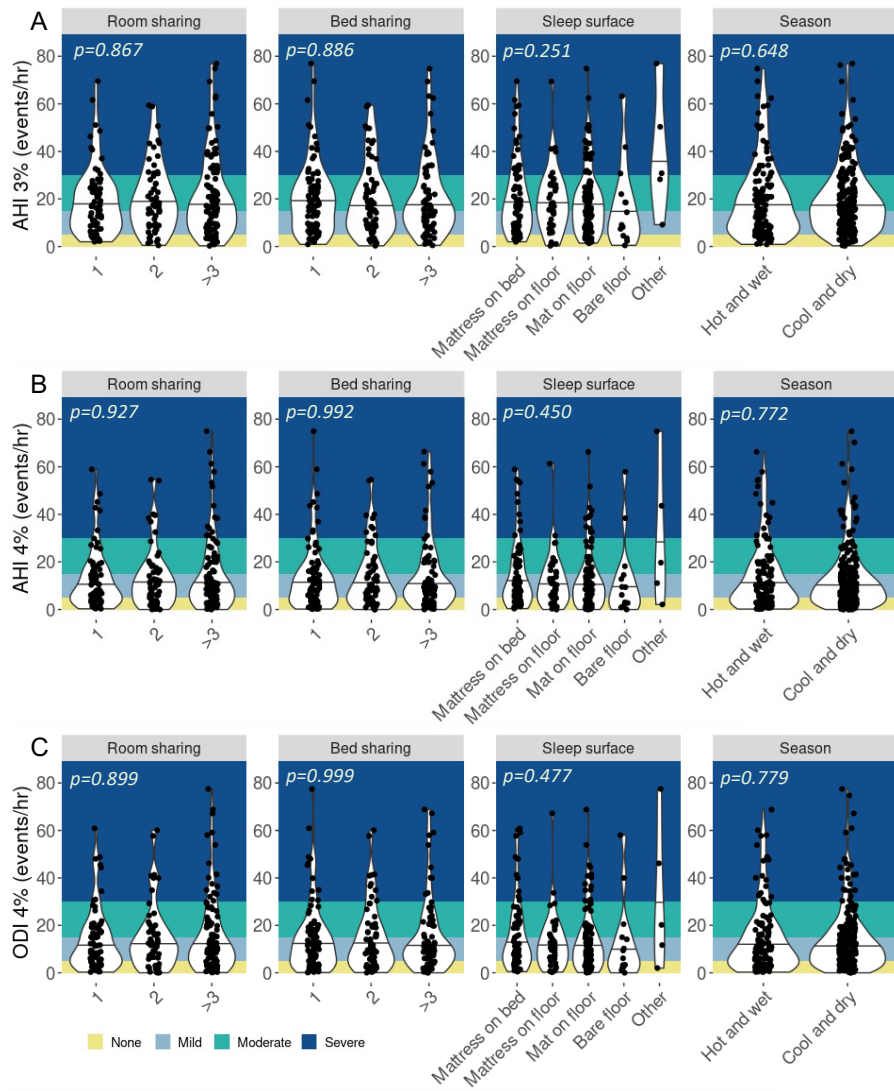 A
Room sharing Bed sharing Sleep surface Season
p=0.867 p=0.886 p=0.251 p=0.648
AHI 3% (events/hr)
80
60
40
20
0
1 2 >3 1 2 >3 Mattress on bed Mattress on floor Mat on floor Bare floor Other Hot and wet Cool and dry
B
Room sharing Bed sharing Sleep surface Season
p=0.927 p=0.992 p=0.450 p=0.772
AHI 4% (events/hr)
80
60
40
20
0
1 2 >3 1 2 >3 Mattress on bed Mattress on floor Mat on floor Bare floor Other Hot and wet Cool and dry
C
Room sharing Bed sharing Sleep surface Season
p=0.899 p=0.999 p=0.477 p=0.779
ODI 4% (events/hr)
80
60
40
20
0
1 2 >3 1 2 >3 Mattress on bed Mattress on floor Mat on floor Bare floor Other Hot and wet Cool and dry
None Mild Moderate Severe